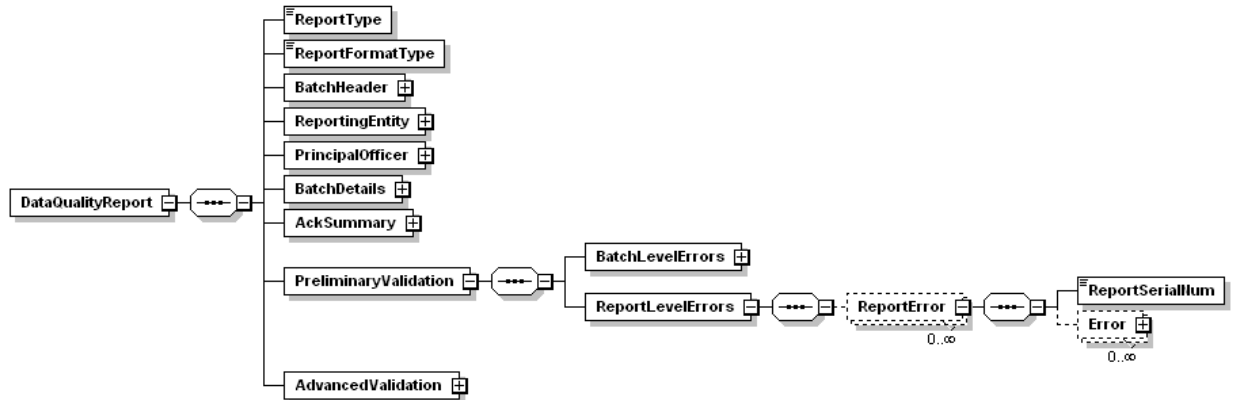 ReportType
ReportFormatType
BatchHeader
ReportingEntity
PrincipalOfficer
BatchDetails
DataQualityReport
AckSummary
BatchLevelErrors
PreliminaryValidation
ReportLevelErrors
ReportError
0..∞
ReportSerialNum
Error
0..∞
AdvancedValidation